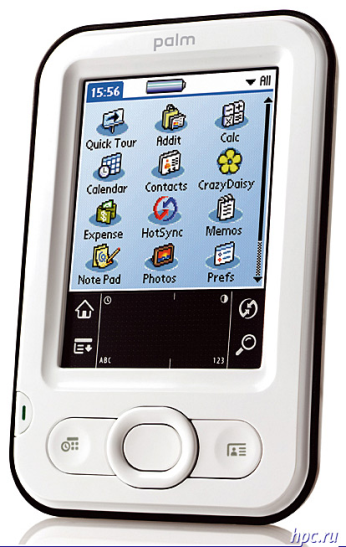 palm
15:56
All
Quick Tour Addit Calc
Calendar Contacts CrazyDaisy
Expense HotSync Memos
Note Pad Photos Prefs
ABC 123
hpc.ru